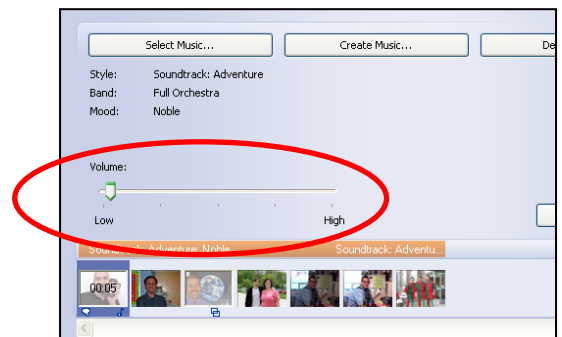 Select Music...
Create Music...
De
Style: Soundtrack: Adventure
Band: Full Orchestra
Mood: Noble
Volume:
Low High
Soundtrack: Adventure: Noble Soundtrack: Adventu...
00:05